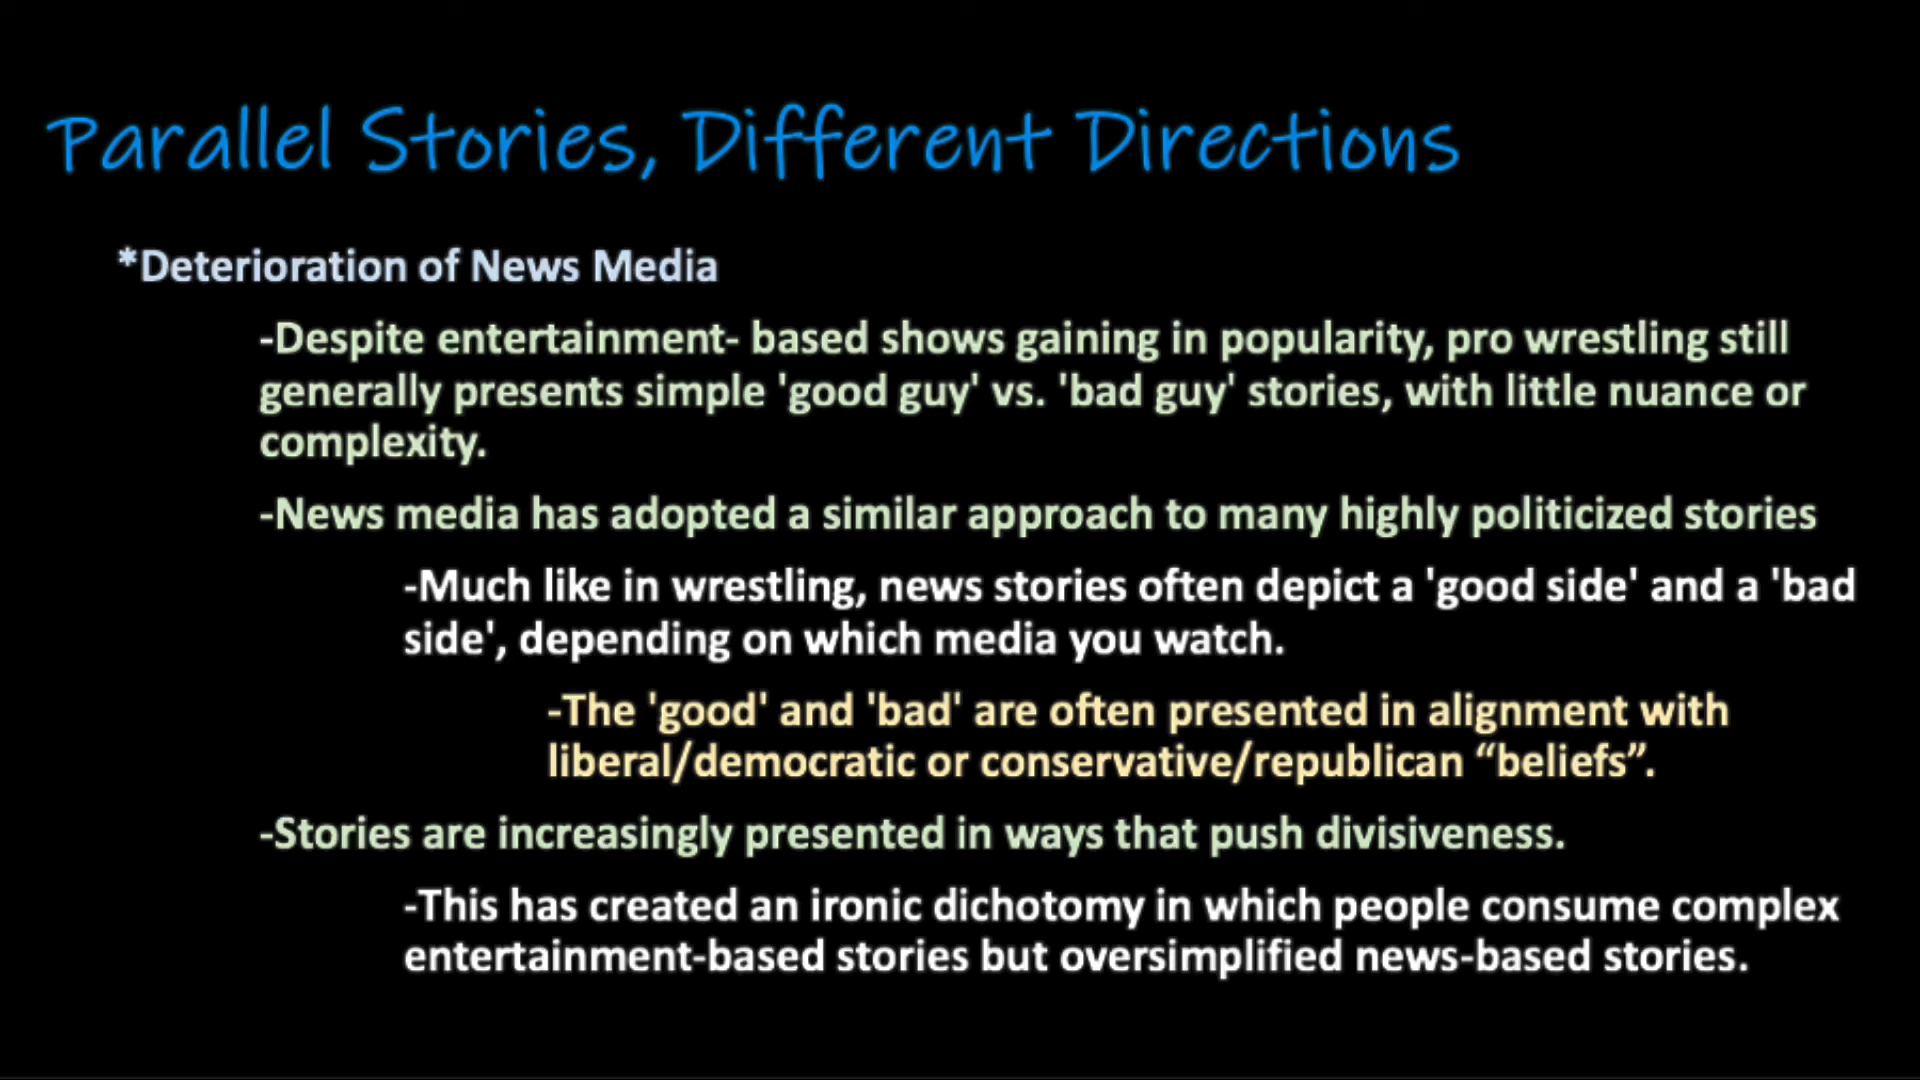 Parallel Stories, Different Directions
*Deterioration of News Media
-Despite entertainment- based shows gaining in popularity, pro wrestling still
generally presents simple 'good guy' vs. 'bad guy' stories, with little nuance or
complexity.
-News media has adopted a similar approach to many highly politicized stories
-Much like in wrestling, news stories often depict a 'good side' and a 'bad
side', depending on which media you watch.
-The 'good' and 'bad' are often presented in alignment with
liberal/democratic or conservative/republican “beliefs”.
-Stories are increasingly presented in ways that push divisiveness.
-This has created an ironic dichotomy in which people consume complex
entertainment-based stories but oversimplified news-based stories.